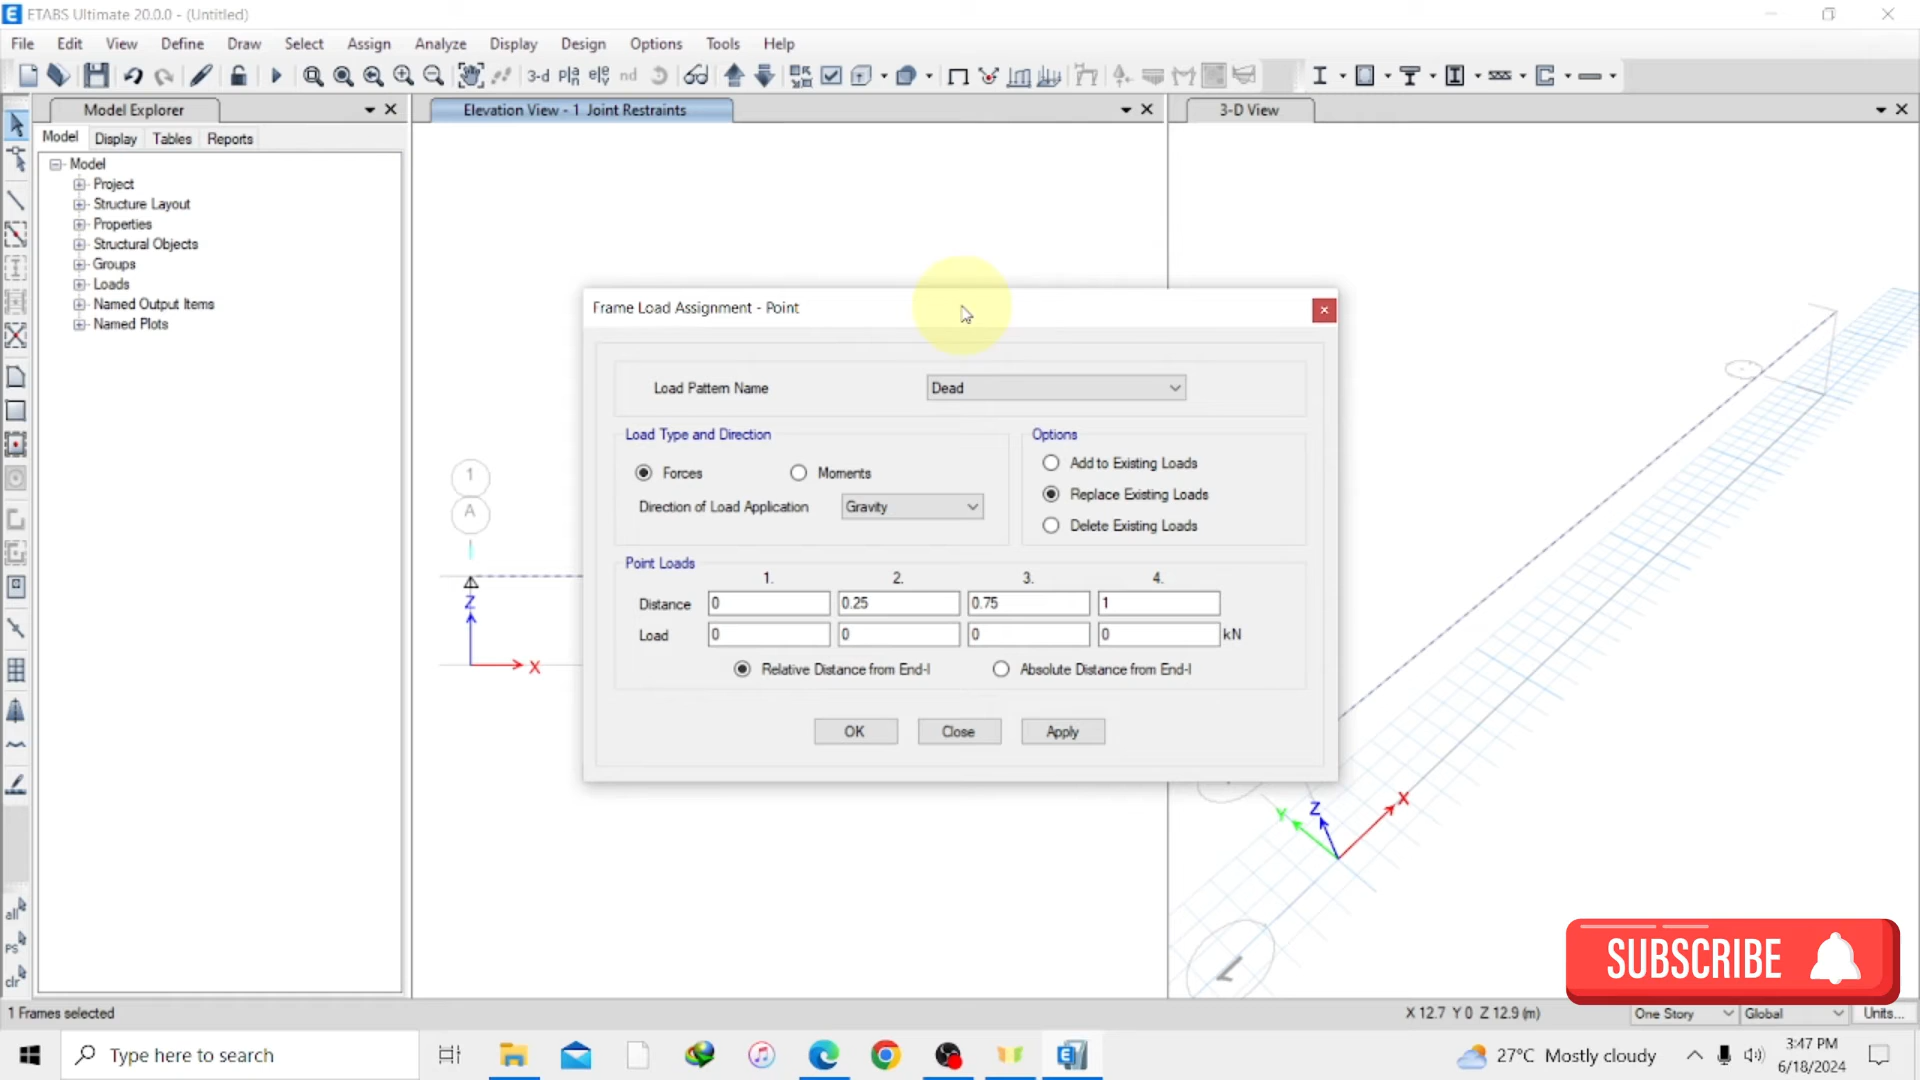 ETABS Ultimate 20.0.0 - (Untitled)
File Edit View Define Draw Select Assign Analyze Display Design Options Tools Help
3-d
nd
Model Explorer
Elevation View - 1 Joint Restraints
3-D View
Model Display Tables Reports
Model
Project
Structure Layout
Properties
Structural Objects
Groups
Loads
Named Output Items
Named Plots
1
A
Z
X
Frame Load Assignment - Point
Load Pattern Name
Dead
Load Type and Direction
Forces
Moments
Direction of Load Application
Gravity
Options
Add to Existing Loads
Replace Existing Loads
Delete Existing Loads
Point Loads
1. 2. 3. 4.
Distance 0 0.25 0.75 1
Load 0 0 0 0 kN
Relative Distance from End-I
Absolute Distance from End-I
OK Close Apply
Y Z X
all
PS
clr
SUBSCRIBE
1 Frames selected
X 12.7 Y 0 Z 12.9 (m)
One Story
Global
Units...
Type here to search
27°C Mostly cloudy
3:47 PM
6/18/2024